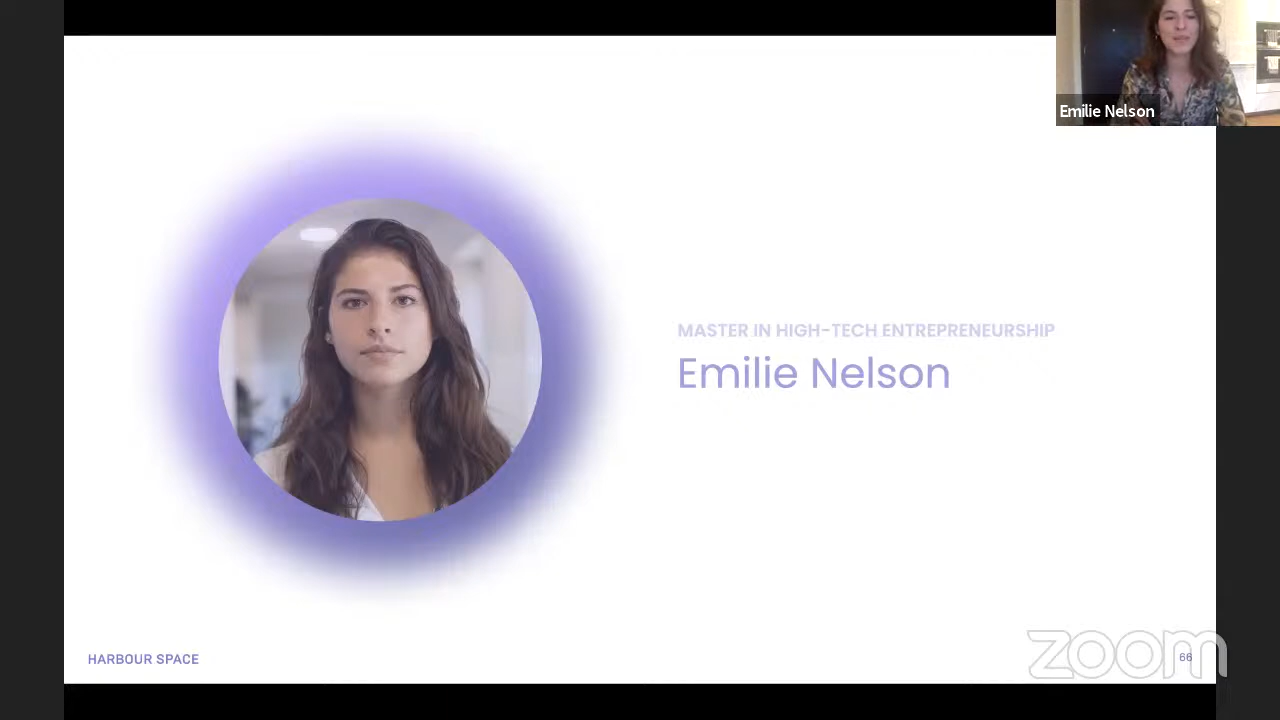 Emilie Nelson
MASTER IN HIGH-TECH ENTREPRENEURSHIP
Emilie Nelson
HARBOUR SPACE
zoom
66